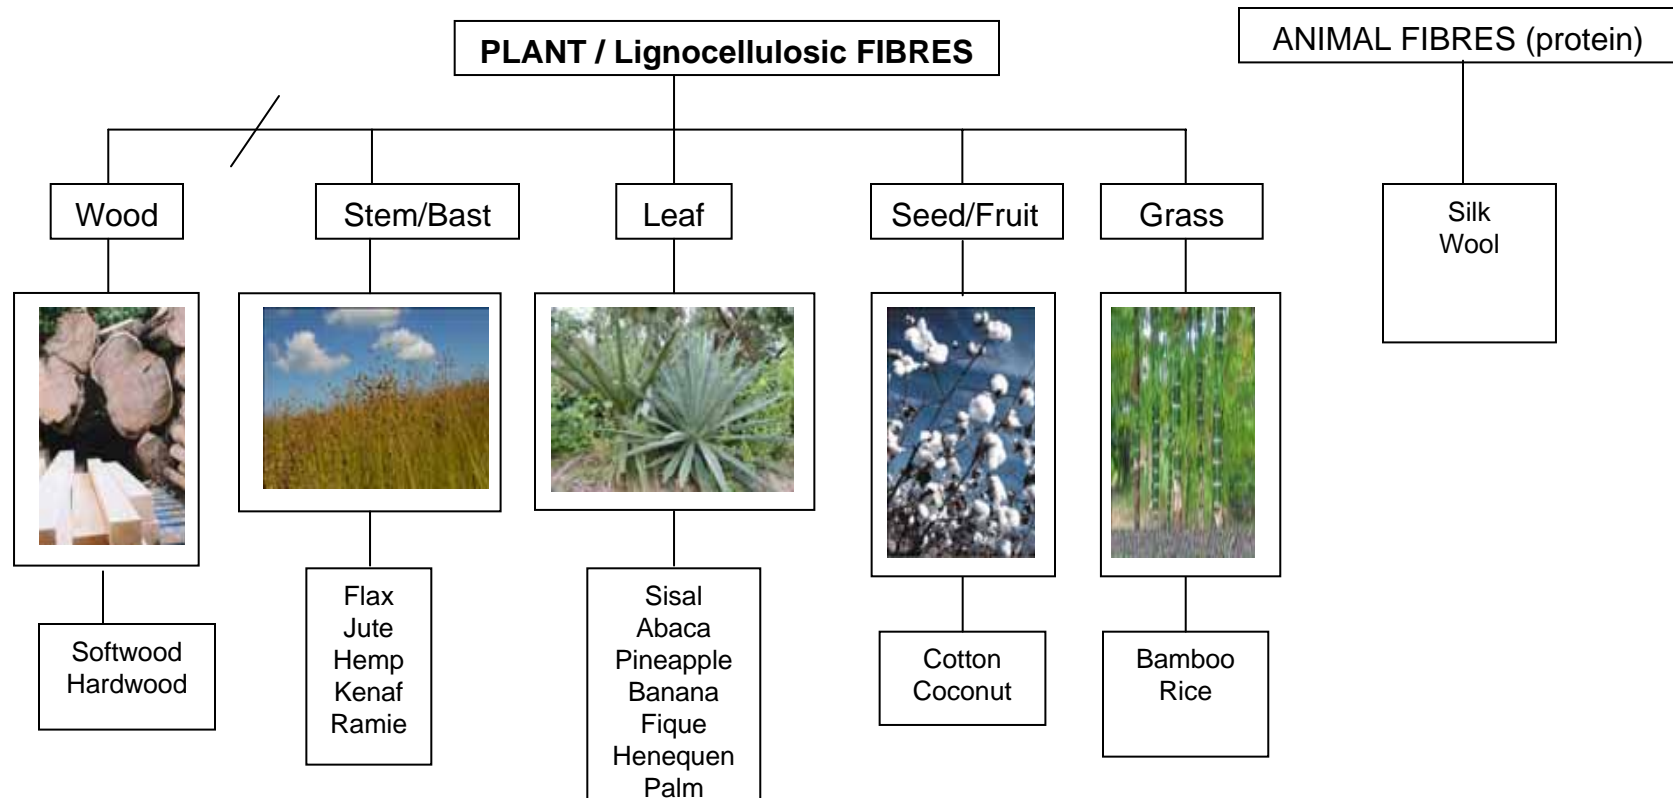 PLANT / Lignocellulosic FIBRES
ANIMAL FIBRES (protein)
Wood
Stem/Bast
Leaf
Seed/Fruit
Grass
Silk
Wool
Softwood
Hardwood
Flax
Jute
Hemp
Kenaf
Ramie
Sisal
Abaca
Pineapple
Banana
Fique
Henequen
Palm
Cotton
Coconut
Bamboo
Rice